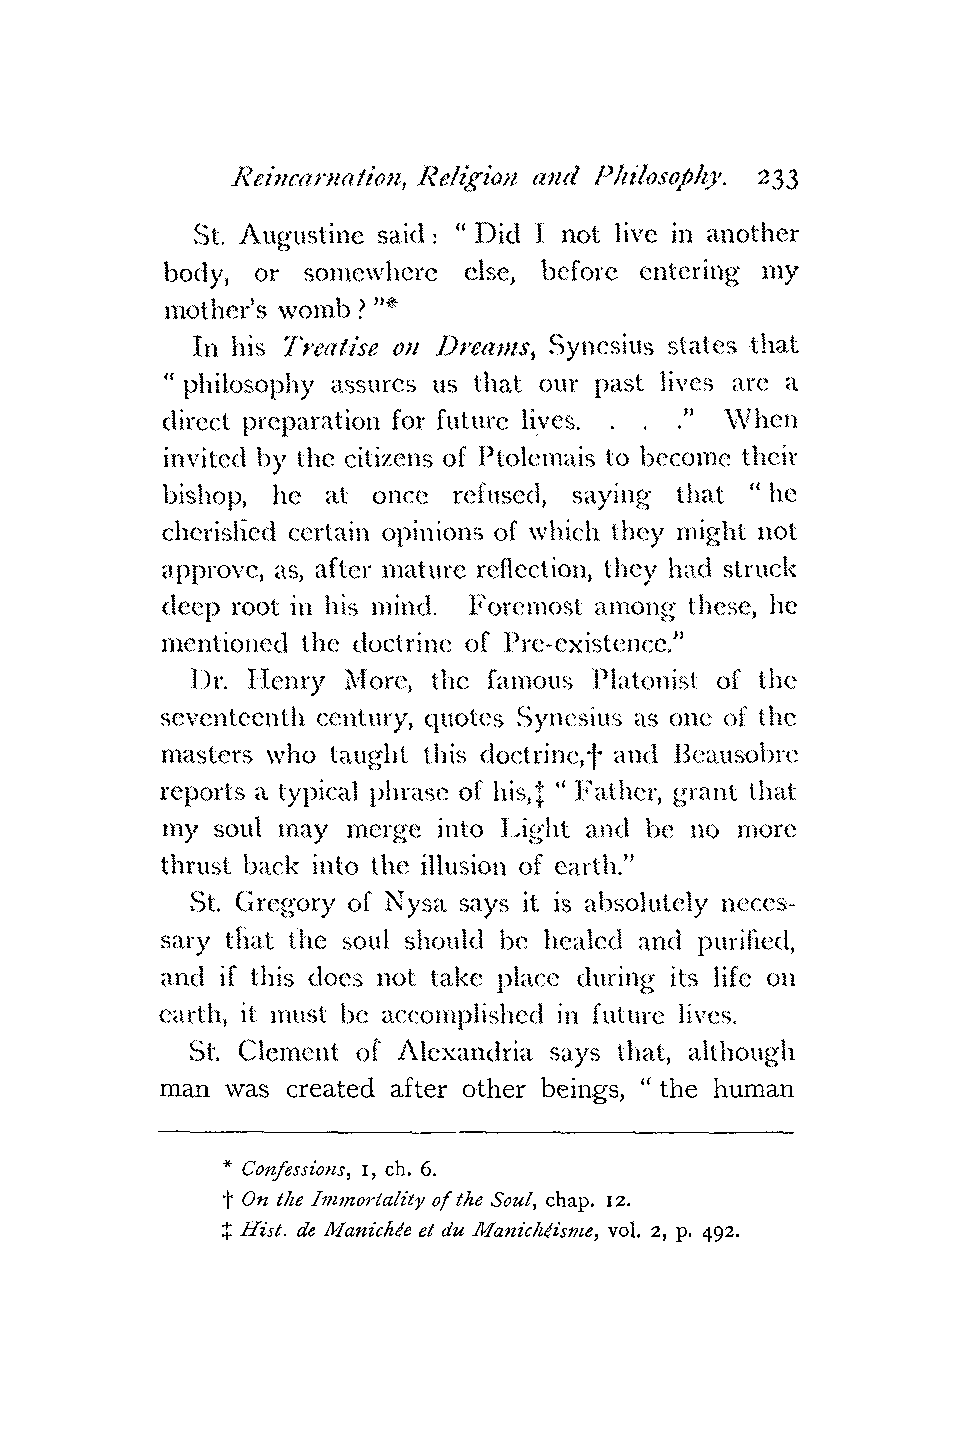 Reincarnation, Religion and Philosophy. 233
St. Augustine said: "Did I not live in another
body, or somewhere else, before entering my
mother's womb?"*
In his Treatise on Dreams, Synesius states that
"philosophy assures us that our past lives are a
direct preparation for future lives. . . ." When
invited by the citizens of Ptolemais to become their
bishop, he at once refused, saying that "he
cherished certain opinions of which they might not
approve, as, after mature reflection, they had struck
deep root in his mind. Foremost among these, he
mentioned the doctrine of Pre-existence."
Dr. Henry More, the famous Platonist of the
seventeenth century, quotes Synesius as one of the
masters who taught this doctrine,† and Beausobre
reports a typical phrase of his,‡ "Father, grant that
my soul may merge into Light and be no more
thrust back into the illusion of earth."
St. Gregory of Nysa says it is absolutely neces-
sary that the soul should be healed and purified,
and if this does not take place during its life on
earth, it must be accomplished in future lives.
St. Clement of Alexandria says that, although
man was created after other beings, "the human
* Confessions, I, ch. 6.
† On the Immortality of the Soul, chap. 12.
‡ Hist. de Manichée et du Manichéisme, vol. 2, p. 492.